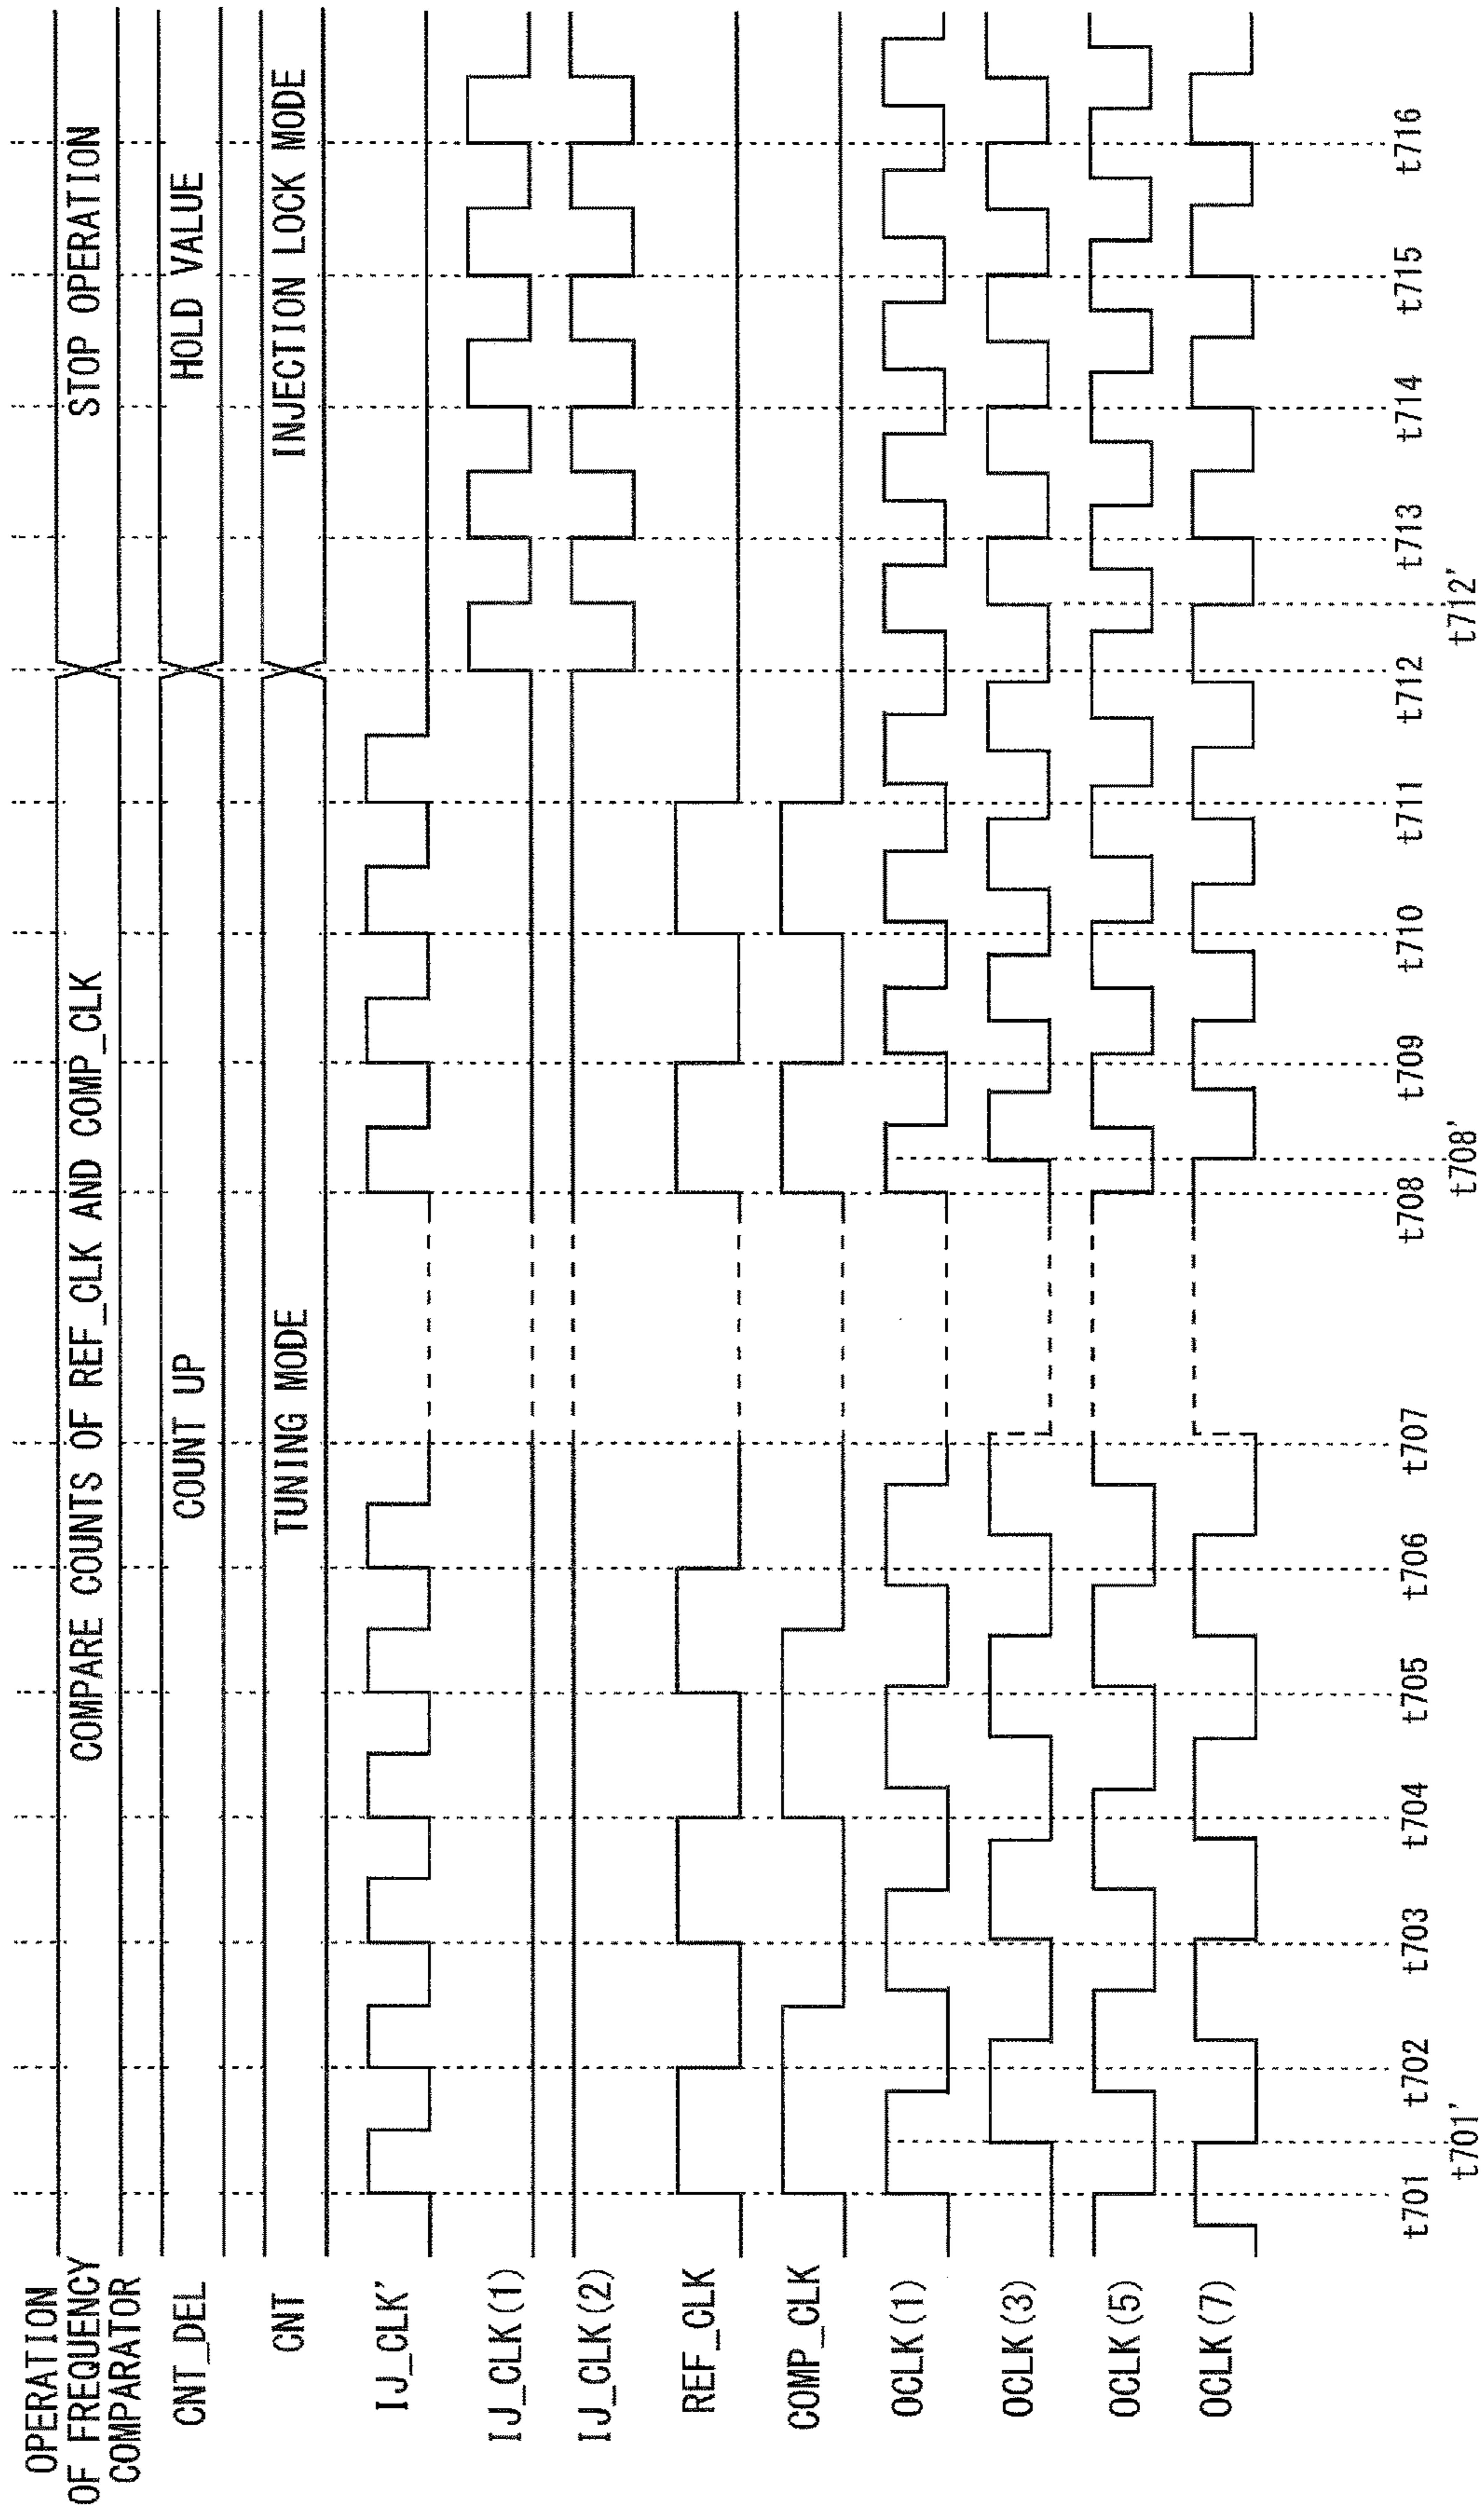 OPERATION
OF FREQUENCY
COMPARATOR
COMPARE COUNTS OF REF_CLK AND COMP_CLK
STOP OPERATION
CNT_DEL
COUNT UP
HOLD VALUE
CNT
TUNING MODE
INJECTION LOCK MODE
IJ_CLK'
IJ_CLK(1)
IJ_CLK(2)
REF_CLK
COMP_CLK
OCLK(1)
OCLK(3)
OCLK(5)
OCLK(7)
t701 t702 t703 t704 t705 t706 t707 t708 t709 t710 t711 t712 t713 t714 t715 t716
t701' t708' t712'